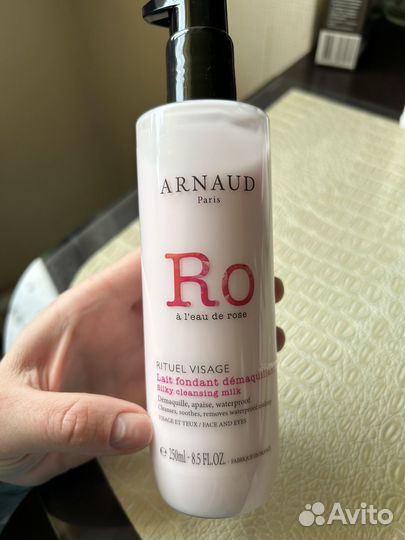 ARNAUD
Paris
Ro
à l'eau de rose
RITUEL VISAGE
Lait fondant démaquillant
silky cleansing milk
Démaquille, apaise, waterproof
Cleanses, soothes, removes waterproof makeup
VISAGE ET YEUX / FACE AND EYES
e 250ml - 8.5 FL.OZ.
Avito